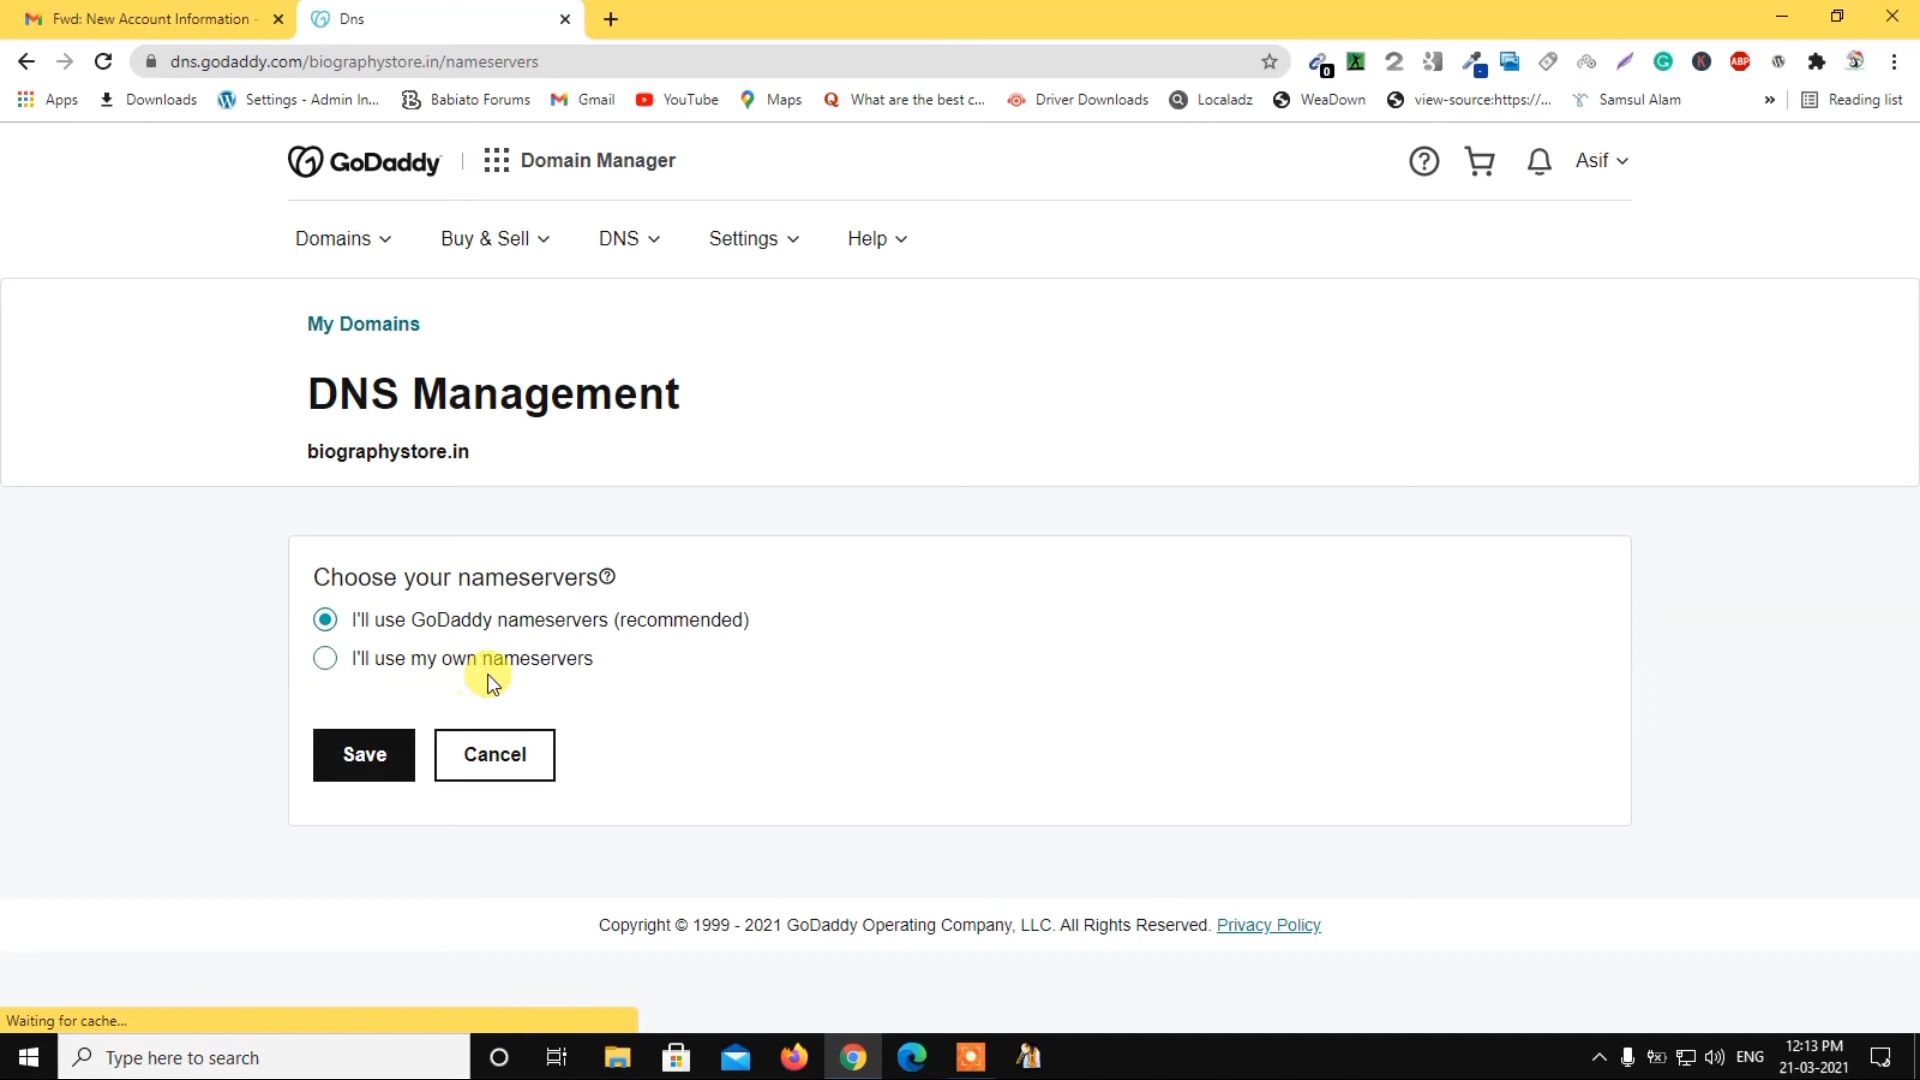 Fwd: New Account Information -
Dns
dns.godaddy.com/biographystore.in/nameservers
0
ABP
Apps
Downloads
Settings - Admin In...
Babiato Forums
Gmail
YouTube
Maps
What are the best c...
Driver Downloads
Localadz
WeaDown
view-source:https://...
Samsul Alam
»
Reading list
GoDaddy
Domain Manager
Asif
Domains
Buy & Sell
DNS
Settings
Help
My Domains
DNS Management
biographystore.in
Choose your nameservers
I'll use GoDaddy nameservers (recommended)
I'll use my own nameservers
Save
Cancel
Copyright © 1999 - 2021 GoDaddy Operating Company, LLC. All Rights Reserved. Privacy Policy
Waiting for cache...
Type here to search
ENG
12:13 PM
21-03-2021